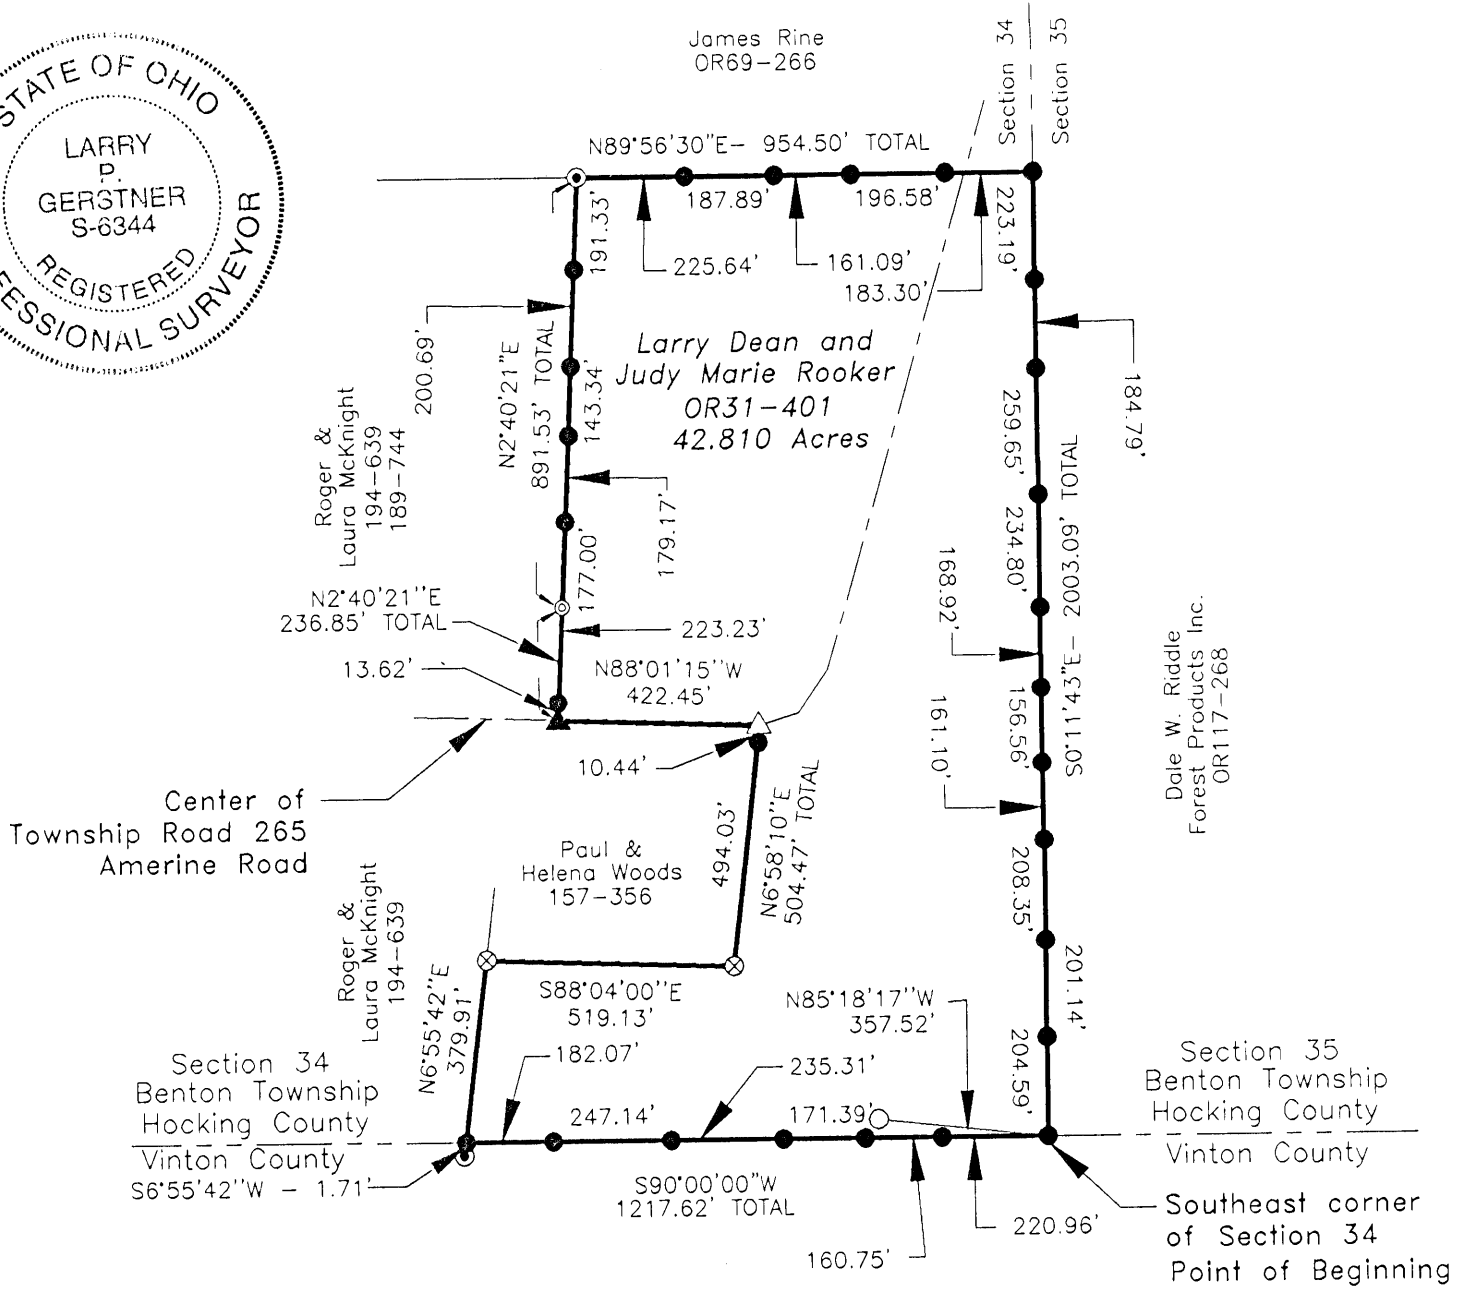 STATE OF OHIO
LARRY
P.
GERSTNER
S-6344
REGISTERED
FESSIONAL SURVEYOR
James Rine
OR69-266
Section 34
Section 35
N89°56'30"E- 954.50' TOTAL
187.89'
196.58'
225.64'
161.09'
183.30'
191.33'
223.19'
200.69'
N2°40'21"E
891.53' TOTAL
143.34'
Larry Dean and
Judy Marie Rooker
OR31-401
42.810 Acres
184.79'
259.65'
Roger &
Laura McKnight
194-639
189-744
179.17'
177.00'
234.80'
S0°11'43"E- 2003.09' TOTAL
168.92'
N2°40'21"E
236.85' TOTAL
223.23'
13.62'
N88°01'15"W
422.45'
156.56'
161.10'
Dale W. Riddle
Forest Products Inc.
OR117-268
10.44'
Center of
Township Road 265
Amerine Road
494.03'
N6°58'10"E
504.47' TOTAL
Paul &
Helena Woods
157-356
208.35'
Roger &
Laura McKnight
194-639
N6°55'42"E
379.91'
S88°04'00"E
519.13'
N85°18'17"W
357.52'
201.14'
204.59'
182.07'
235.31'
247.14'
171.39'
Section 34
Benton Township
Hocking County
Vinton County
S6°55'42"W - 1.71'
Section 35
Benton Township
Hocking County
Vinton County
S90°00'00"W
1217.62' TOTAL
220.96'
160.75'
Southeast corner
of Section 34
Point of Beginning